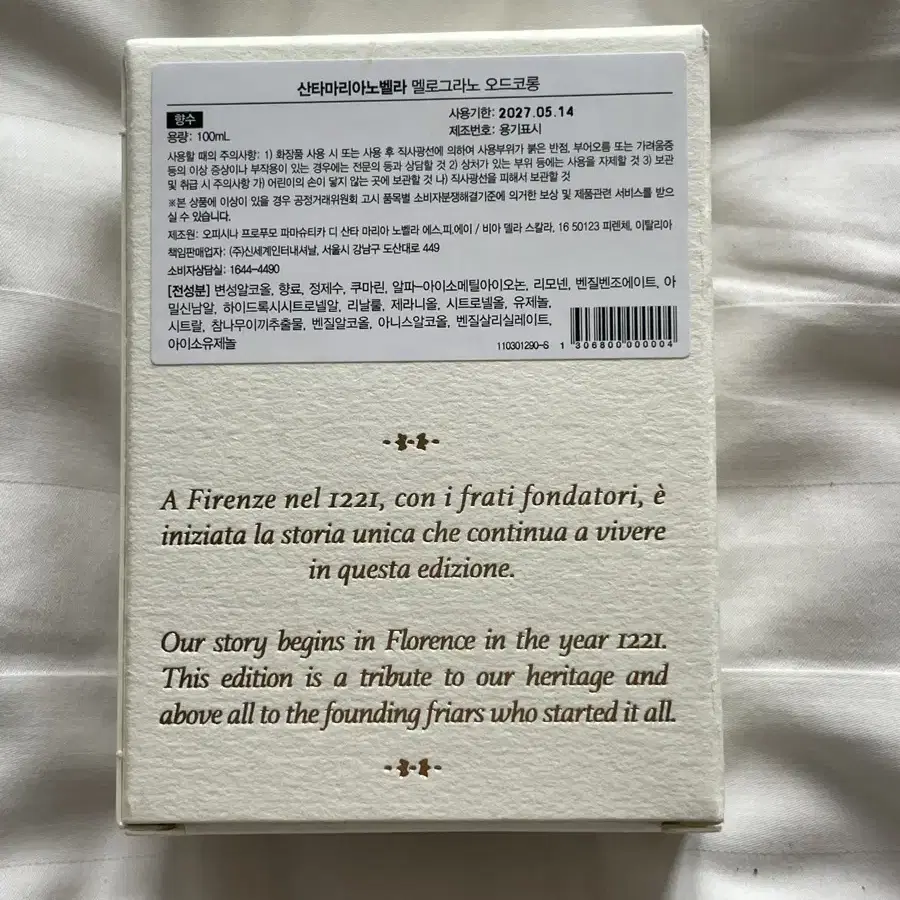 산타마리아노벨라 멜로그라노 오드코롱
향수
사용기한: 2027.05.14
용량: 100mL
제조번호: 용기표시
사용할 때의 주의사항: 1) 화장품 사용 시 또는 사용 후 직사광선에 의하여 사용부위가 붉은 반점, 부어오름 또는 가려움증
등의 이상 증상이나 부작용이 있는 경우에는 전문의 등과 상담할 것 2) 상처가 있는 부위 등에는 사용을 자제할 것 3) 보관
및 취급 시 주의사항 가) 어린이의 손이 닿지 않는 곳에 보관할 것 나) 직사광선을 피해서 보관할 것
※본 상품에 이상이 있을 경우 공정거래위원회 고시 품목별 소비자분쟁해결기준에 의거한 보상 및 제품관련 서비스를 받으
실 수 있습니다.
제조원: 오피시나 프로푸모 파마슈티카 디 산타 마리아 노벨라 에스.피.에이 / 비아 델라 스칼라, 16 50123 피렌체, 이탈리아
책임판매업자: (주)신세계인터내셔날, 서울시 강남구 도산대로 449
소비자상담실: 1644-4490
[전성분] 변성알코올, 향료, 정제수, 쿠마린, 알파-아이소메틸아이오논, 리모넨, 벤질벤조에이트, 아
밀신남알, 하이드록시시트로넬알, 리날룰, 제라니올, 시트로넬올, 유제놀,
시트랄, 참나무이끼추출물, 벤질알코올, 아니스알코올, 벤질살리실레이트,
아이소유제놀
110301290-S 1 306800 000004
A Firenze nel 1221, con i frati fondatori, è
iniziata la storia unica che continua a vivere
in questa edizione.
Our story begins in Florence in the year 1221.
This edition is a tribute to our heritage and
above all to the founding friars who started it all.